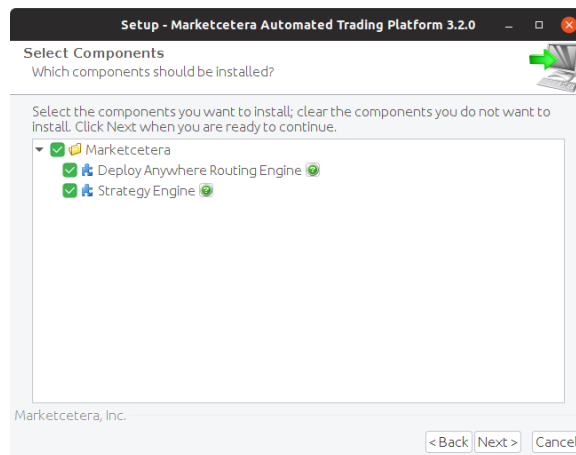 Setup - Marketcetera Automated Trading Platform 3.2.0
Select Components
Which components should be installed?
Select the components you want to install; clear the components you do not want to
install. Click Next when you are ready to continue.
Marketcetera
Deploy Anywhere Routing Engine
Strategy Engine
Marketcetera, Inc.
< Back Next > Cancel